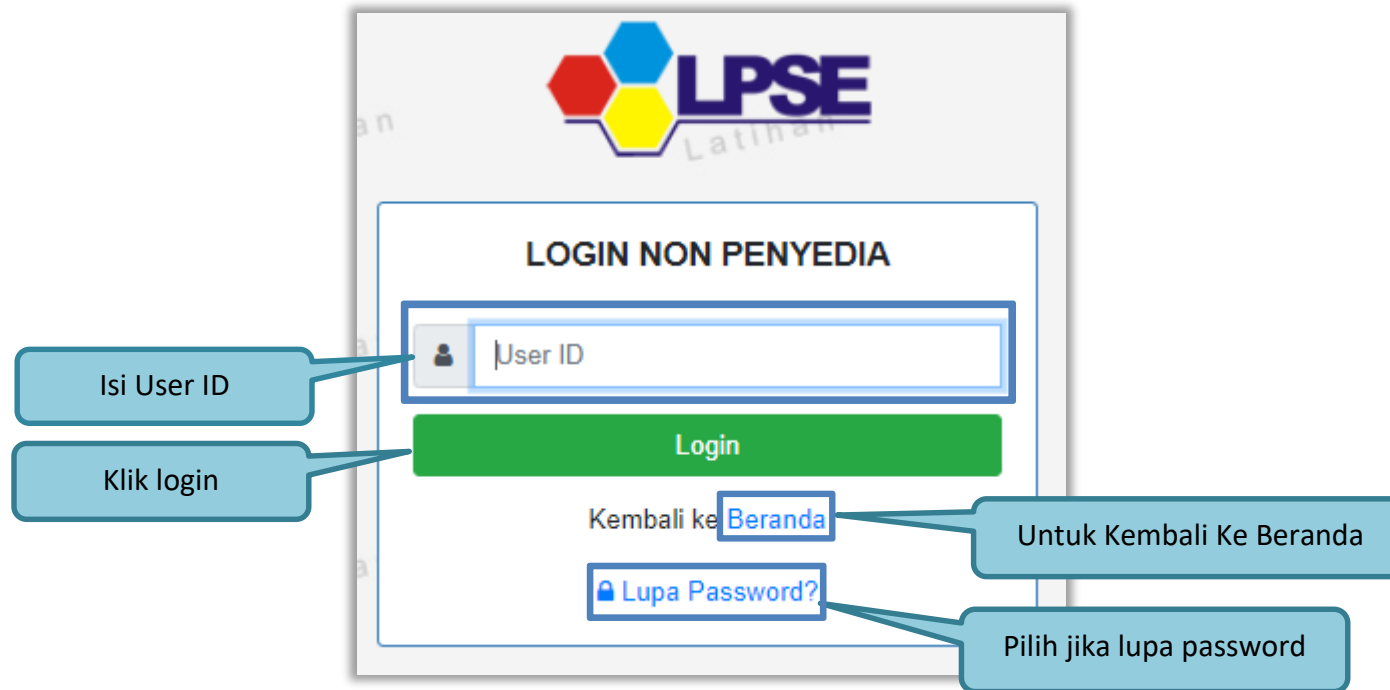 LPSE
an
Latihan
LOGIN NON PENYEDIA
a
User ID
Isi User ID
Login
Klik login
Kembali ke Beranda
Untuk Kembali Ke Beranda
a
Lupa Password?
Pilih jika lupa password